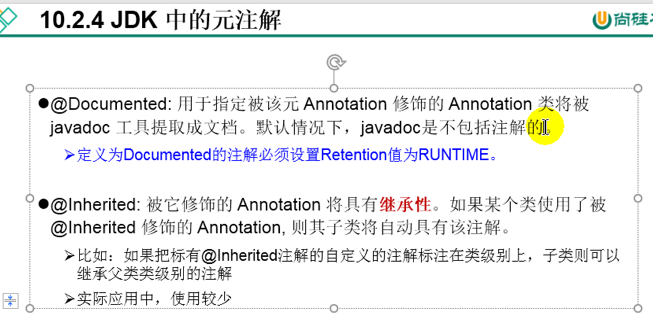 10.2.4 JDK 中的元注解
尚硅
●@Documented: 用于指定被该元 Annotation 修饰的 Annotation 类将被
javadoc 工具提取成文档。默认情况下，javadoc是不包括注解的。
➢定义为Documented的注解必须设置Retention值为RUNTIME。
●@Inherited: 被它修饰的 Annotation 将具有继承性。如果某个类使用了被
@Inherited 修饰的 Annotation, 则其子类将自动具有该注解。
➢比如：如果把标有@Inherited注解的自定义的注解标注在类级别上，子类则可以
继承父类类级别的注解
➢实际应用中，使用较少